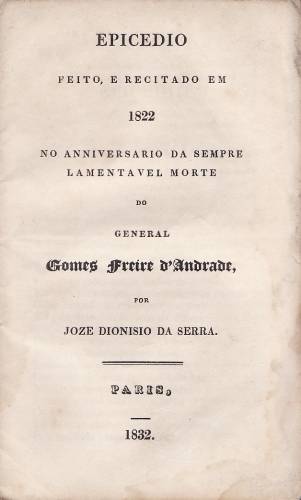 EPICEDIO
FEITO, E RECITADO EM
1822
NO ANNIVERSARIO DA SEMPRE
LAMENTAVEL MORTE
DO
GENERAL
Gomes Freire d'Andrade,
POR
JOZE DIONISIO DA SERRA.
PARIS,
1832.